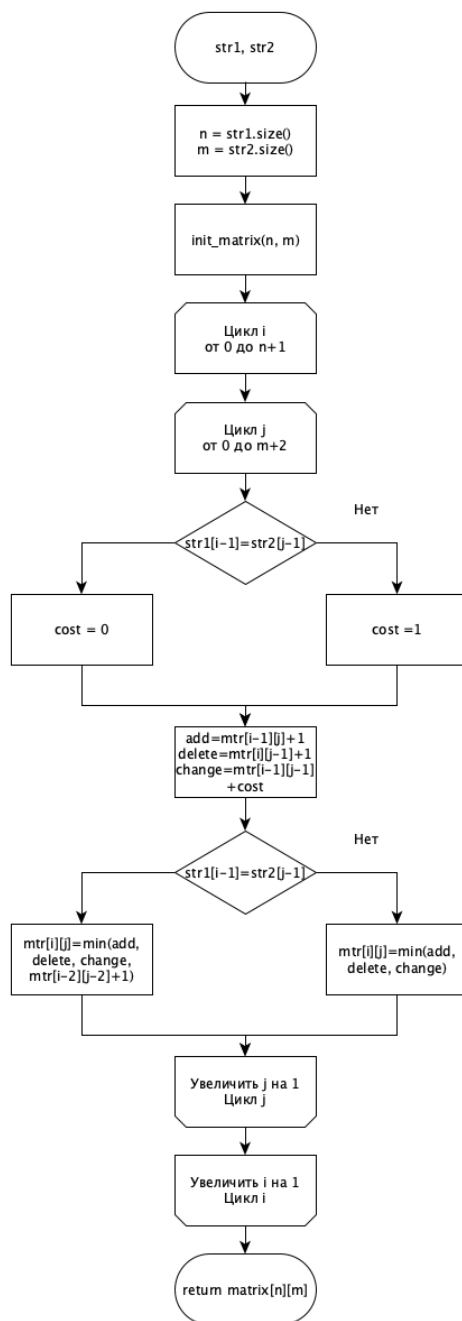 str1, str2
n = str1.size()
m = str2.size()
init_matrix(n, m)
Цикл i
от 0 до n+1
Цикл j
от 0 до m+2
Нет
str1[i-1]=str2[j-1]
cost = 0
cost =1
add=mtr[i-1][j]+1
delete=mtr[i][j-1]+1
change=mtr[i-1][j-1]
+cost
Нет
str1[i-1]=str2[j-1]
mtr[i][j]=min(add,
delete, change,
mtr[i-2][j-2]+1)
mtr[i][j]=min(add,
delete, change)
Увеличить j на 1
Цикл j
Увеличить i на 1
Цикл i
return matrix[n][m]